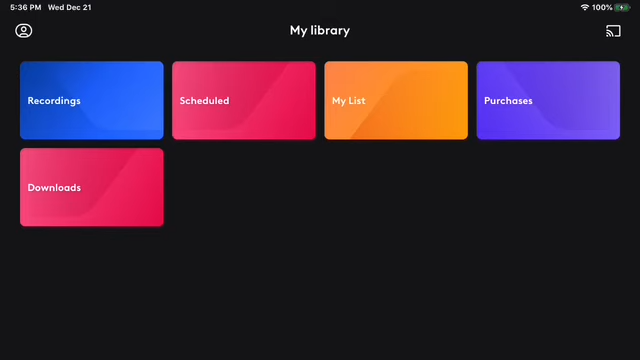 5:36 PM Wed Dec 21
100%
My library
Recordings
Scheduled
My List
Purchases
Downloads